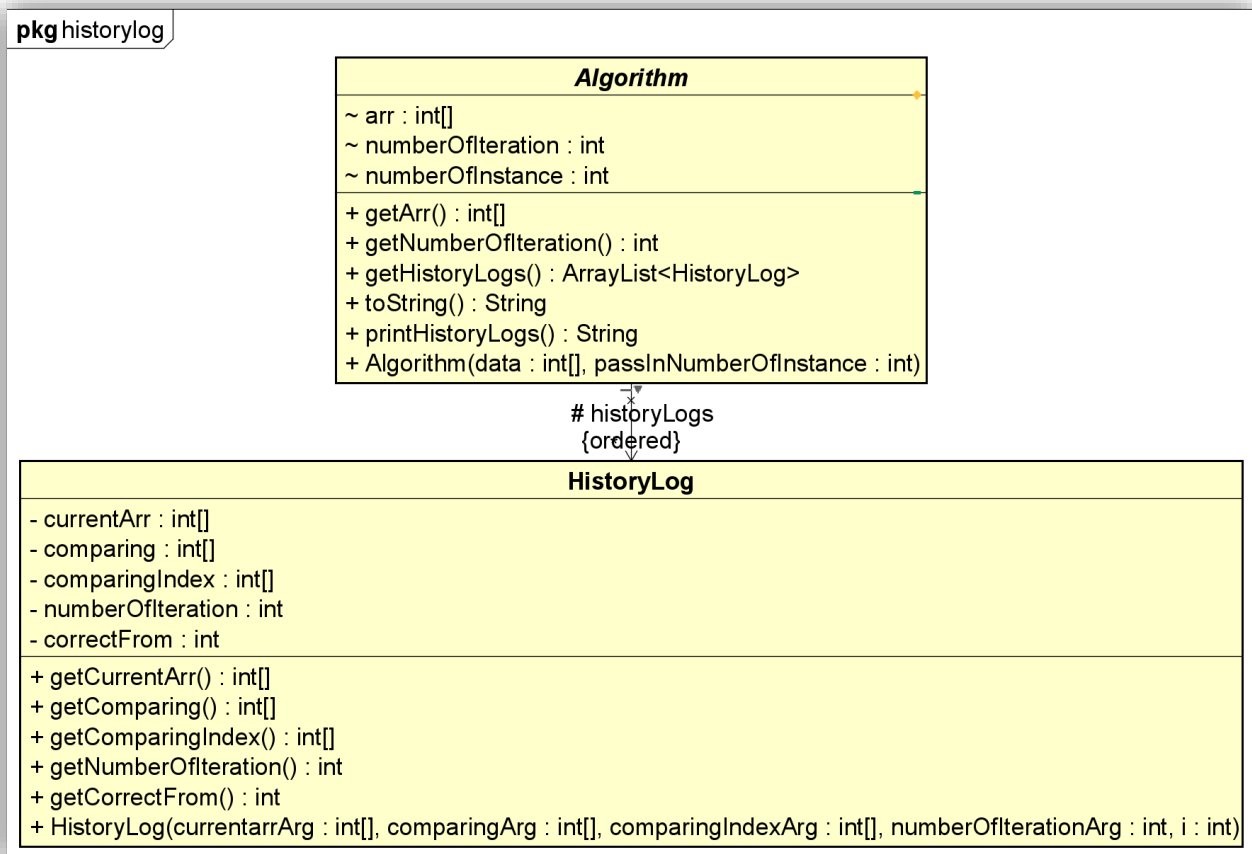 pkg historylog
Algorithm
~ arr : int[]
~ numberOfIteration : int
~ numberOfInstance : int
+ getArr() : int[]
+ getNumberOfIteration() : int
+ getHistoryLogs() : ArrayList<HistoryLog>
+ toString() : String
+ printHistoryLogs() : String
+ Algorithm(data : int[], passInNumberOfInstance : int)
# historyLogs
{ordered}
HistoryLog
- currentArr : int[]
- comparing : int[]
- comparingIndex : int[]
- numberOfIteration : int
- correctFrom : int
+ getCurrentArr() : int[]
+ getComparing() : int[]
+ getComparingIndex() : int[]
+ getNumberOfIteration() : int
+ getCorrectFrom() : int
+ HistoryLog(currentarrArg : int[], comparingArg : int[], comparingIndexArg : int[], numberOfIterationArg : int, i : int)